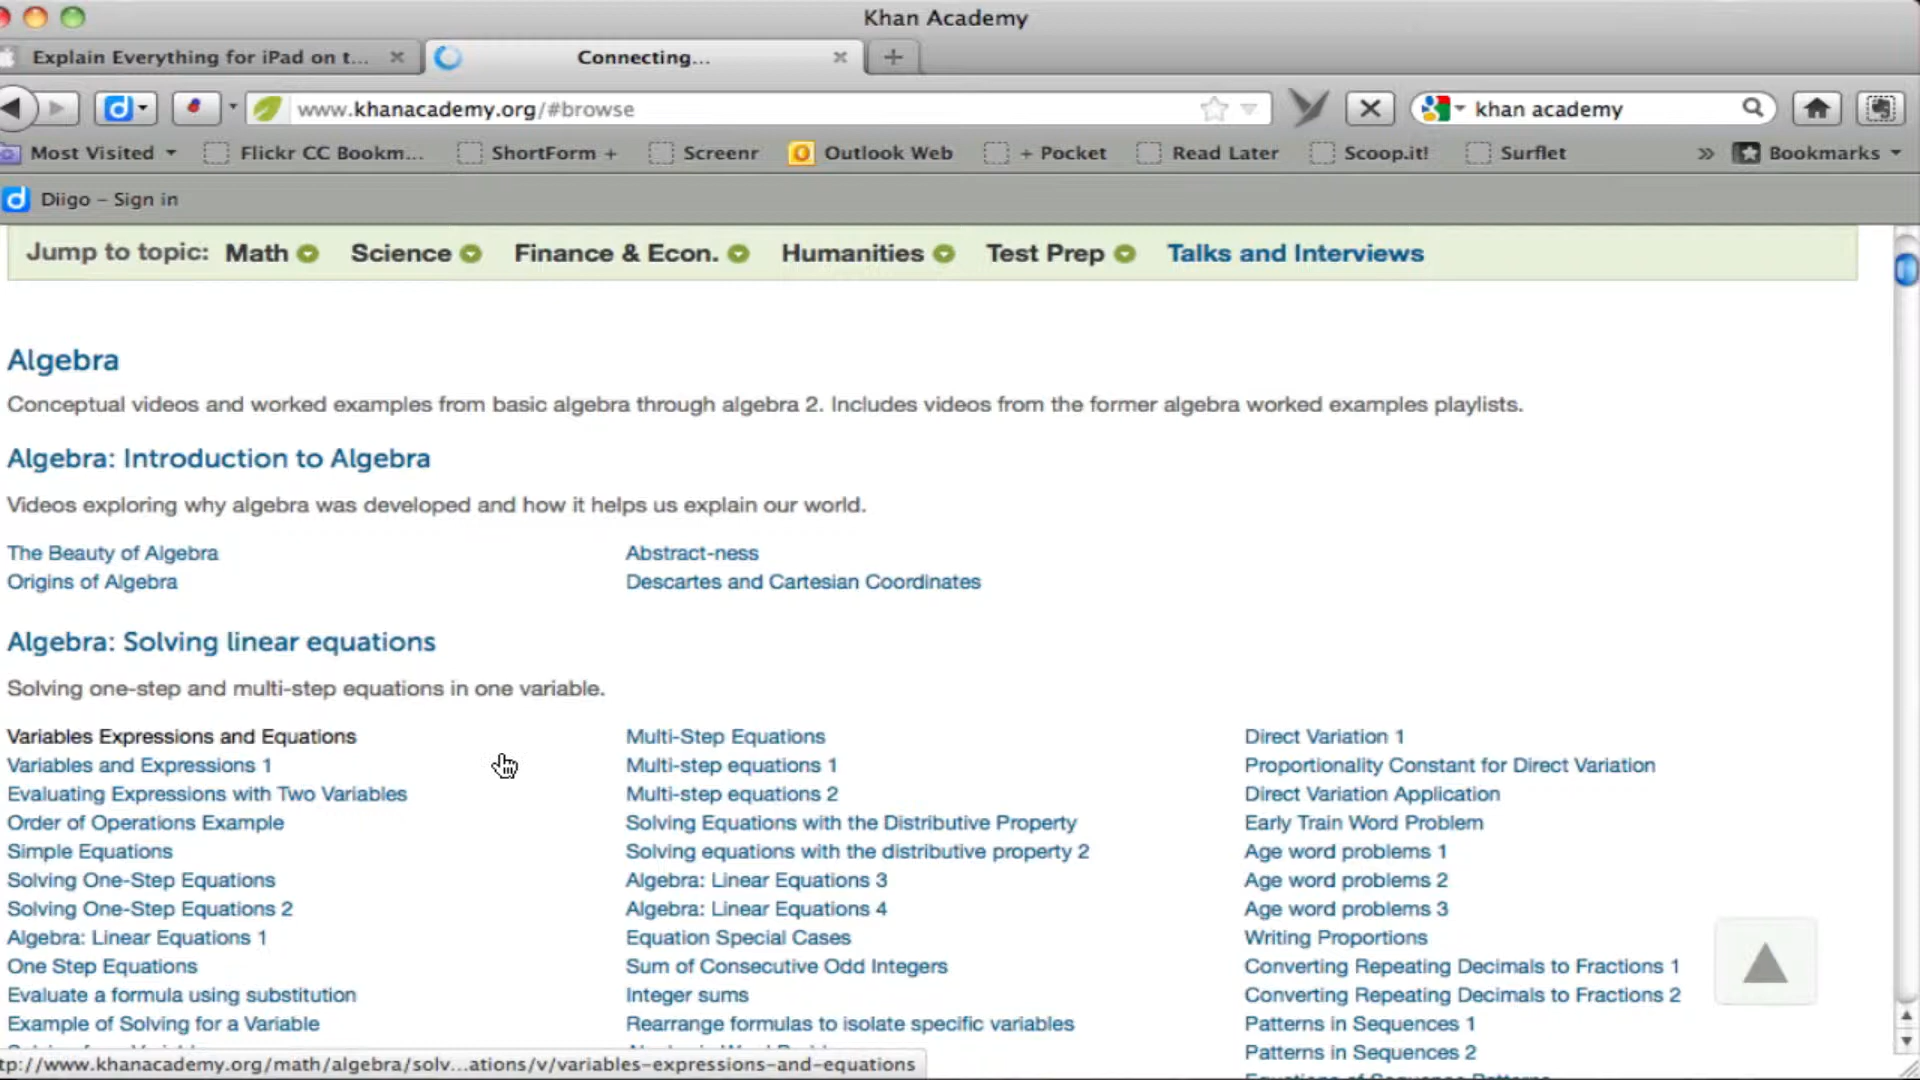 Khan Academy
Explain Everything for iPad on t...
Connecting...
www.khanacademy.org/#browse
khan academy
Most Visited
Flickr CC Bookm...
ShortForm +
Screenr
Outlook Web
+ Pocket
Read Later
Scoop.it!
Surflet
Bookmarks
Diigo - Sign in
Jump to topic: Math Science Finance & Econ. Humanities Test Prep Talks and Interviews
Algebra
Conceptual videos and worked examples from basic algebra through algebra 2. Includes videos from the former algebra worked examples playlists.
Algebra: Introduction to Algebra
Videos exploring why algebra was developed and how it helps us explain our world.
The Beauty of Algebra
Origins of Algebra
Abstract-ness
Descartes and Cartesian Coordinates
Algebra: Solving linear equations
Solving one-step and multi-step equations in one variable.
Variables Expressions and Equations
Variables and Expressions 1
Evaluating Expressions with Two Variables
Order of Operations Example
Simple Equations
Solving One-Step Equations
Solving One-Step Equations 2
Algebra: Linear Equations 1
One Step Equations
Evaluate a formula using substitution
Example of Solving for a Variable
Multi-Step Equations
Multi-step equations 1
Multi-step equations 2
Solving Equations with the Distributive Property
Solving equations with the distributive property 2
Algebra: Linear Equations 3
Algebra: Linear Equations 4
Equation Special Cases
Sum of Consecutive Odd Integers
Integer sums
Rearrange formulas to isolate specific variables
Direct Variation 1
Proportionality Constant for Direct Variation
Direct Variation Application
Early Train Word Problem
Age word problems 1
Age word problems 2
Age word problems 3
Writing Proportions
Converting Repeating Decimals to Fractions 1
Converting Repeating Decimals to Fractions 2
Patterns in Sequences 1
Patterns in Sequences 2
tp://www.khanacademy.org/math/algebra/solv...ations/v/variables-expressions-and-equations